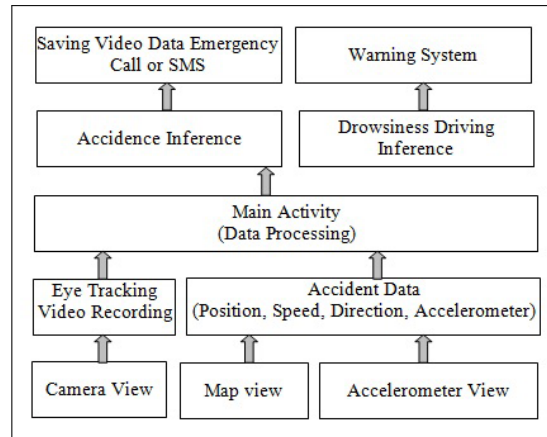 Saving Video Data Emergency
Call or SMS
Warning System
Accidence Inference
Drowsiness Driving
Inference
Main Activity
(Data Processing)
Eye Tracking
Video Recording
Accident Data
(Position, Speed, Direction, Accelerometer)
Camera View
Map view
Accelerometer View